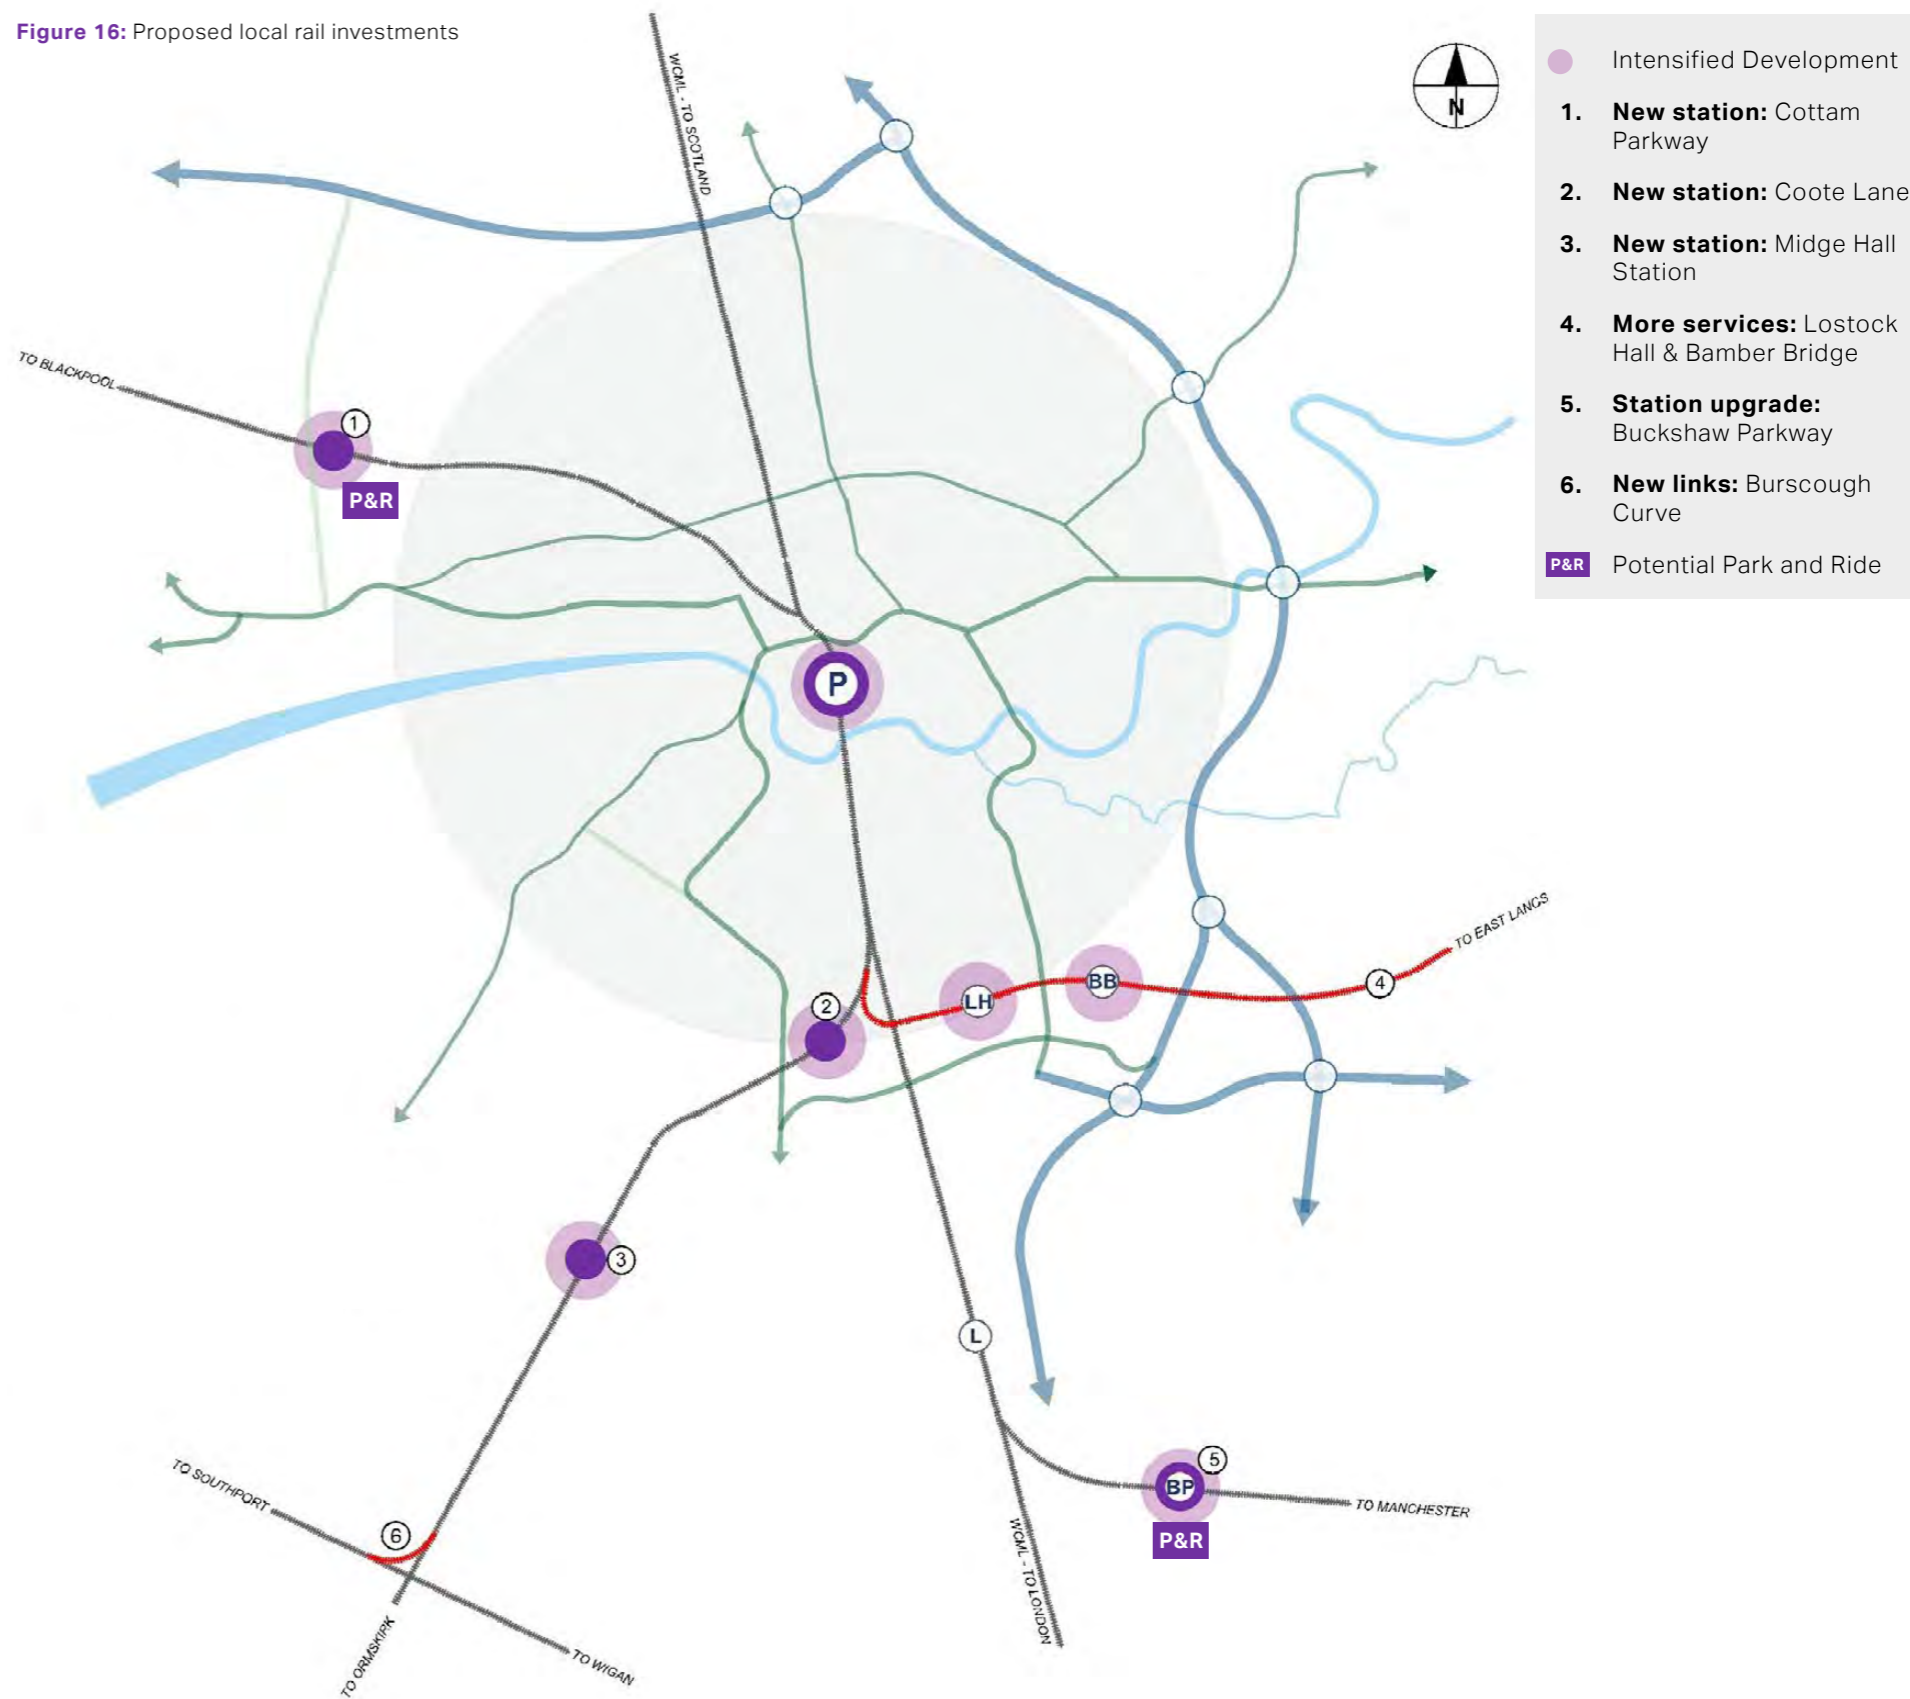 Figure 16: Proposed local rail investments
WCML - TO SCOTLAND
N
TO BLACKPOOL
1
P&R
P
TO EAST LANCS
4
BB
LH
2
3
L
5
BP
P&R
TO MANCHESTER
WCML - TO LONDON
TO SOUTHPORT
6
TO ORMSKIRK
TO WIGAN
Intensified Development
1. New station: Cottam
Parkway
2. New station: Coote Lane
3. New station: Midge Hall
Station
4. More services: Lostock
Hall & Bamber Bridge
5. Station upgrade:
Buckshaw Parkway
6. New links: Burscough
Curve
P&R Potential Park and Ride